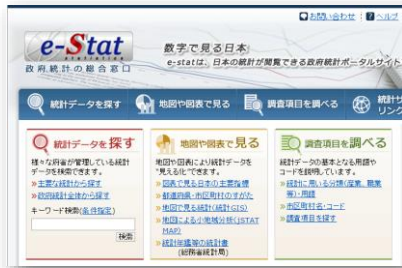 お問い合わせ | ヘルプ
e-Stat
statistics
政府統計の総合窓口
数字で見る日本
e-statは、日本の統計が閲覧できる政府統計ポータルサイト
統計データを探す
地図や図表で見る
調査項目を調べる
統計サ
リンク
統計データを探す
様々な府省が管理している統計
データを検索できます。
»主要な統計から探す
»政府統計全体から探す
キーワード検索(条件指定)
検索
地図や図表で見る
地図や図表により統計データを
"見える化"できます。
»図表で見る日本の主要指標
»都道府県・市区町村のすがた
»地図で見る統計(統計GIS)
»地図による小地域分析(jSTAT
MAP)
»統計年鑑等の統計書
(総務省統計局)
調査項目を調べる
統計データの基本となる用語や
コードを説明しています。
»統計に用いる分類(産業、職業
等)・用語
»市区町村名・コード
»調査項目を探す